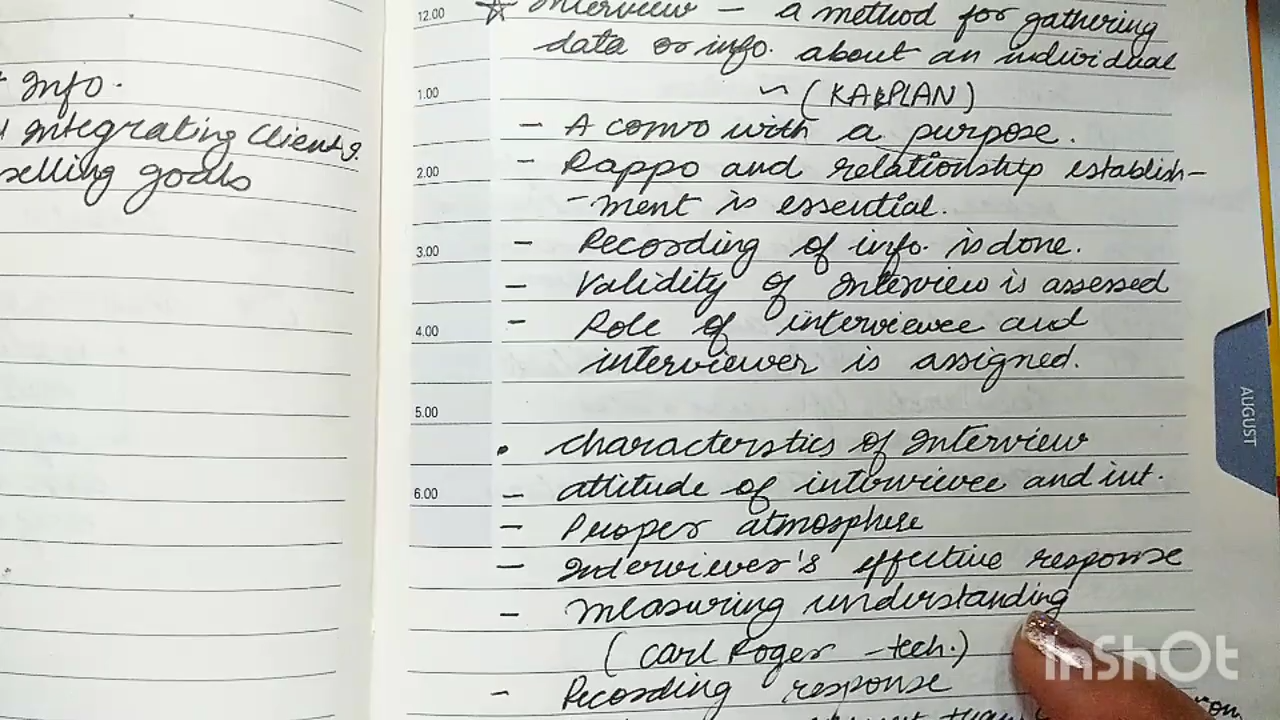 Info.
Integrating Client's
selling goals
12.00
☆ Interview - a method for gathering
data or info. about an individual
1.00
~ (KAPLAN)
- A convo with a purpose.
2.00
- Rappo and relationship establish-
-ment is essential.
3.00
- Recording of info. is done.
- Validity of Interview is assessed
4.00
- Role of interviewee and
interviewer is assigned.
5.00
• Characterstics of Interview
6.00
- attitude of interviewee and int.
- Proper atmosphere
- Interviewer's effective response
- Measuring understanding
(Carl Roger -tech.)
- Recording response
AUGUST
InShOt